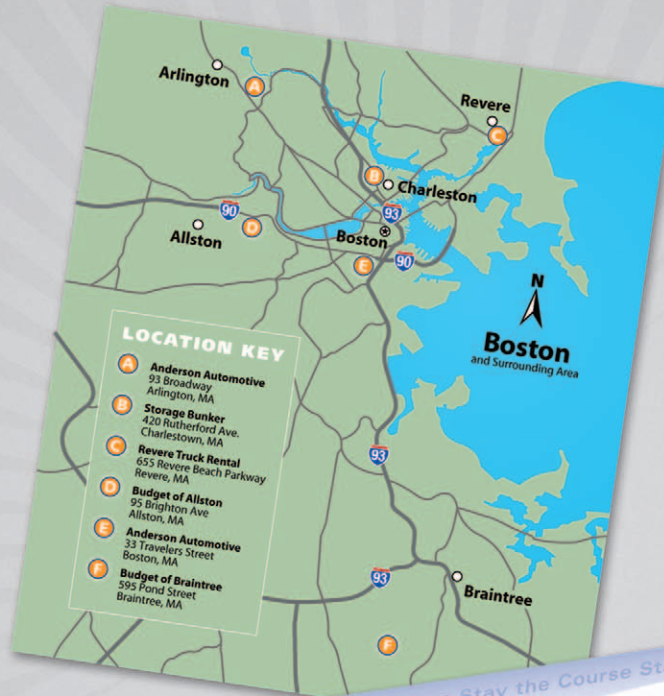 Arlington
A
Revere
C
B
Charleston
93
90
D
Allston
Boston
E
90
N
Boston
and Surrounding Area
LOCATION KEY
A
Anderson Automotive
93 Broadway
Arlington, MA
B
Storage Bunker
420 Rutherford Ave.
Charlestown, MA
C
Revere Truck Rental
655 Revere Beach Parkway
Revere, MA
D
Budget of Allston
95 Brighton Ave
Allston, MA
E
Anderson Automotive
33 Travelers Street
Boston, MA
F
Budget of Braintree
595 Pond Street
Braintree, MA
93
93
Braintree
F
Stay the Course St